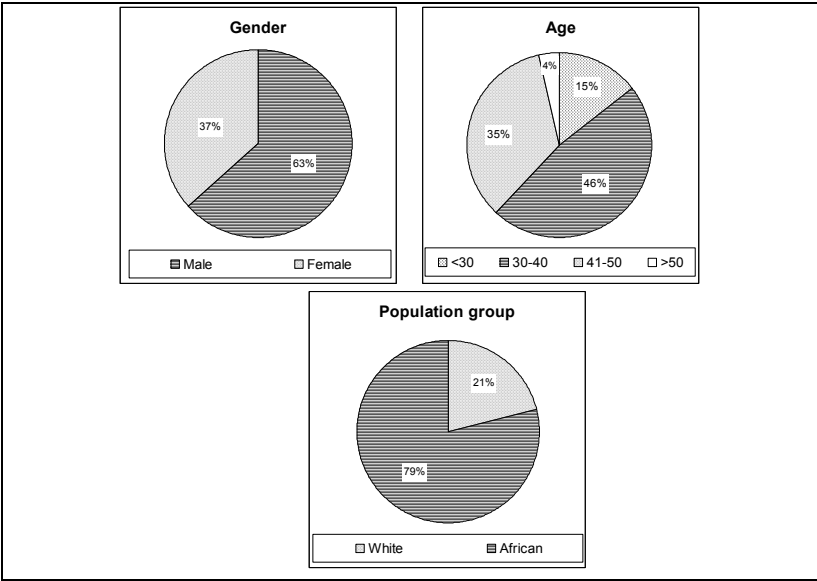 Gender
37%
63%
Male Female
Age
4%
15%
35%
46%
<30 30-40 41-50 >50
Population group
21%
79%
White African